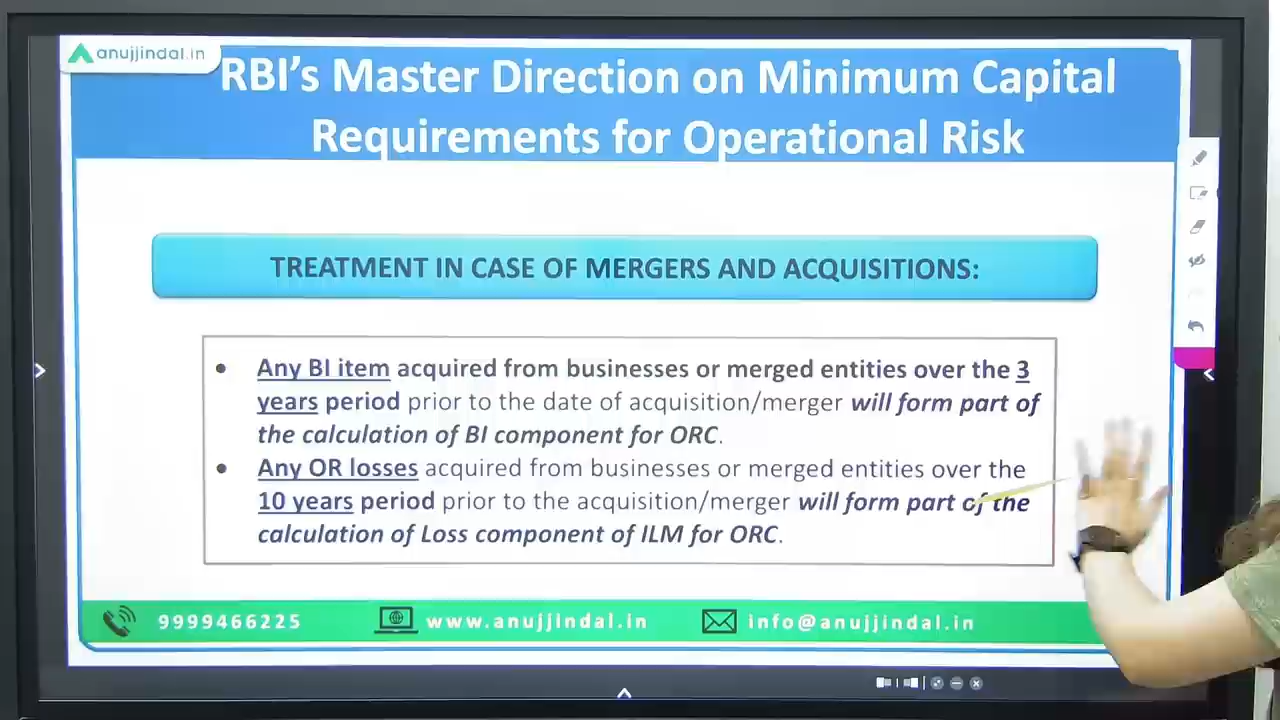 anujjindal.in
RBI's Master Direction on Minimum Capital
Requirements for Operational Risk
TREATMENT IN CASE OF MERGERS AND ACQUISITIONS:
• Any BI item acquired from businesses or merged entities over the 3
years period prior to the date of acquisition/merger will form part of
the calculation of BI component for ORC.
• Any OR losses acquired from businesses or merged entities over the
10 years period prior to the acquisition/merger will form part of the
calculation of Loss component of ILM for ORC.
9999466225
www.anujjindal.in
info@anujjindal.in